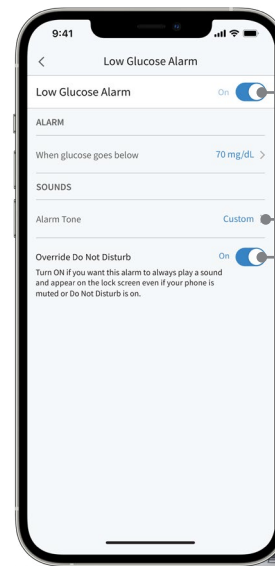 9:41
Low Glucose Alarm
Low Glucose Alarm On
ALARM
When glucose goes below 70 mg/dL
SOUNDS
Alarm Tone Custom
Override Do Not Disturb On
Turn ON if you want this alarm to always play a sound
and appear on the lock screen even if your phone is
muted or Do Not Disturb is on.